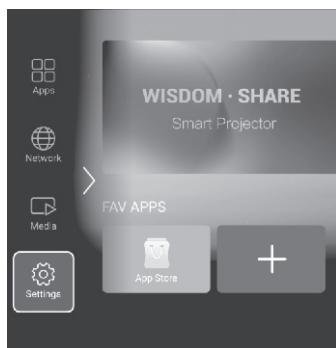 Apps
WISDOM · SHARE
Smart Projector
Network
Media
FAV APPS
App Store
Settings